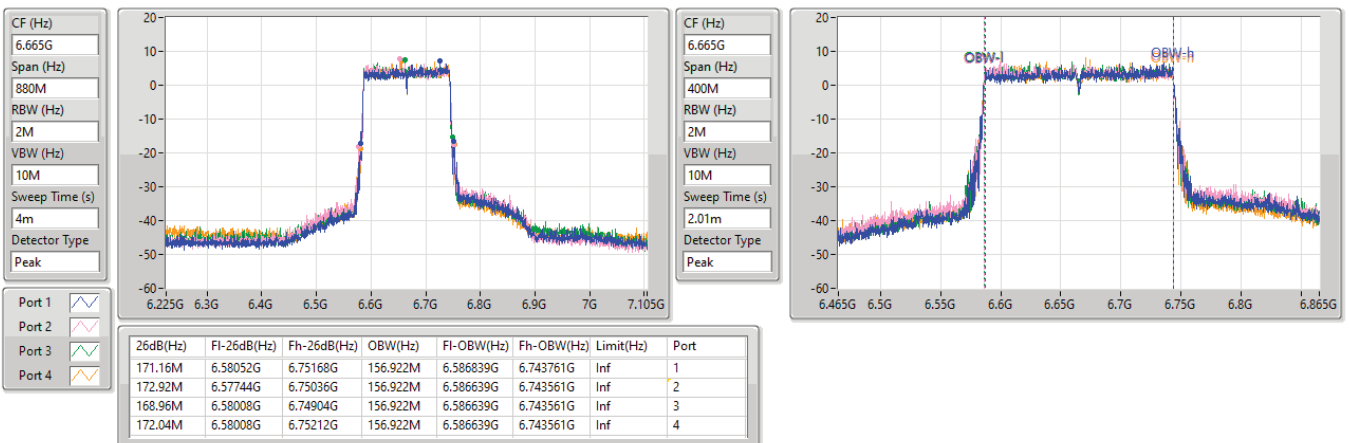 CF (Hz)
6.665G
Span (Hz)
880M
RBW (Hz)
2M
VBW (Hz)
10M
Sweep Time (s)
4m
Detector Type
Peak
20
10
0
-10
-20
-30
-40
-50
-60
6.225G 6.3G 6.4G 6.5G 6.6G 6.7G 6.8G 6.9G 7G 7.105G
CF (Hz)
6.665G
Span (Hz)
400M
RBW (Hz)
2M
VBW (Hz)
10M
Sweep Time (s)
2.01m
Detector Type
Peak
20
10
0
-10
-20
-30
-40
-50
-60
OBW-l OBW-h
6.465G 6.5G 6.55G 6.6G 6.65G 6.7G 6.75G 6.8G 6.865G
Port 1
Port 2
Port 3
Port 4
26dB(Hz) Fl-26dB(Hz) Fh-26dB(Hz) OBW(Hz) Fl-OBW(Hz) Fh-OBW(Hz) Limit(Hz) Port
171.16M 6.58052G 6.75168G 156.922M 6.586839G 6.743761G Inf 1
172.92M 6.57744G 6.75036G 156.922M 6.586639G 6.743561G Inf 2
168.96M 6.58008G 6.74904G 156.922M 6.586639G 6.743561G Inf 3
172.04M 6.58008G 6.75212G 156.922M 6.586639G 6.743561G Inf 4